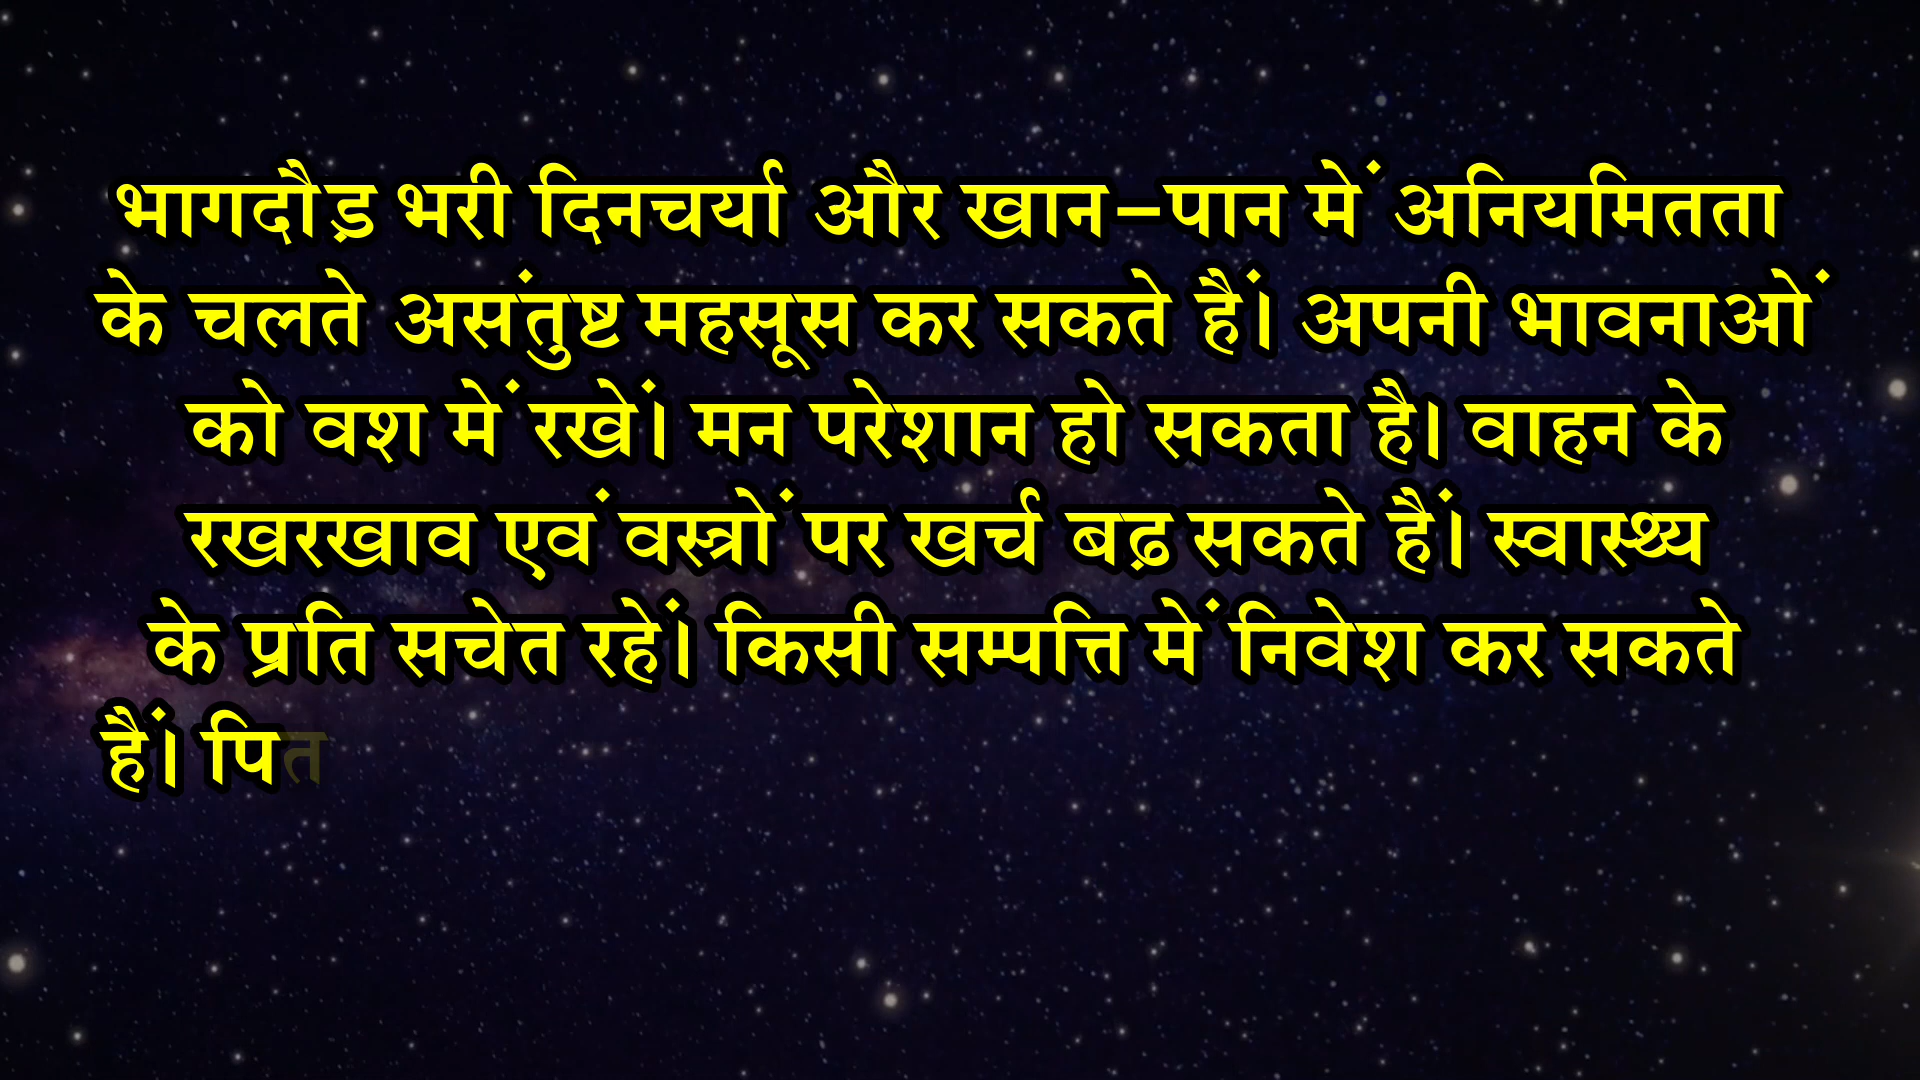 भागदौड़ भरी दिनचर्या और खान-पान में अनियमितता
के चलते असंतुष्ट महसूस कर सकते हैं। अपनी भावनाओं
को वश में रखें। मन परेशान हो सकता है। वाहन के
रखरखाव एवं वस्त्रों पर खर्च बढ़ सकते हैं। स्वास्थ्य
के प्रति सचेत रहें। किसी सम्पत्ति में निवेश कर सकते
हैं। पित